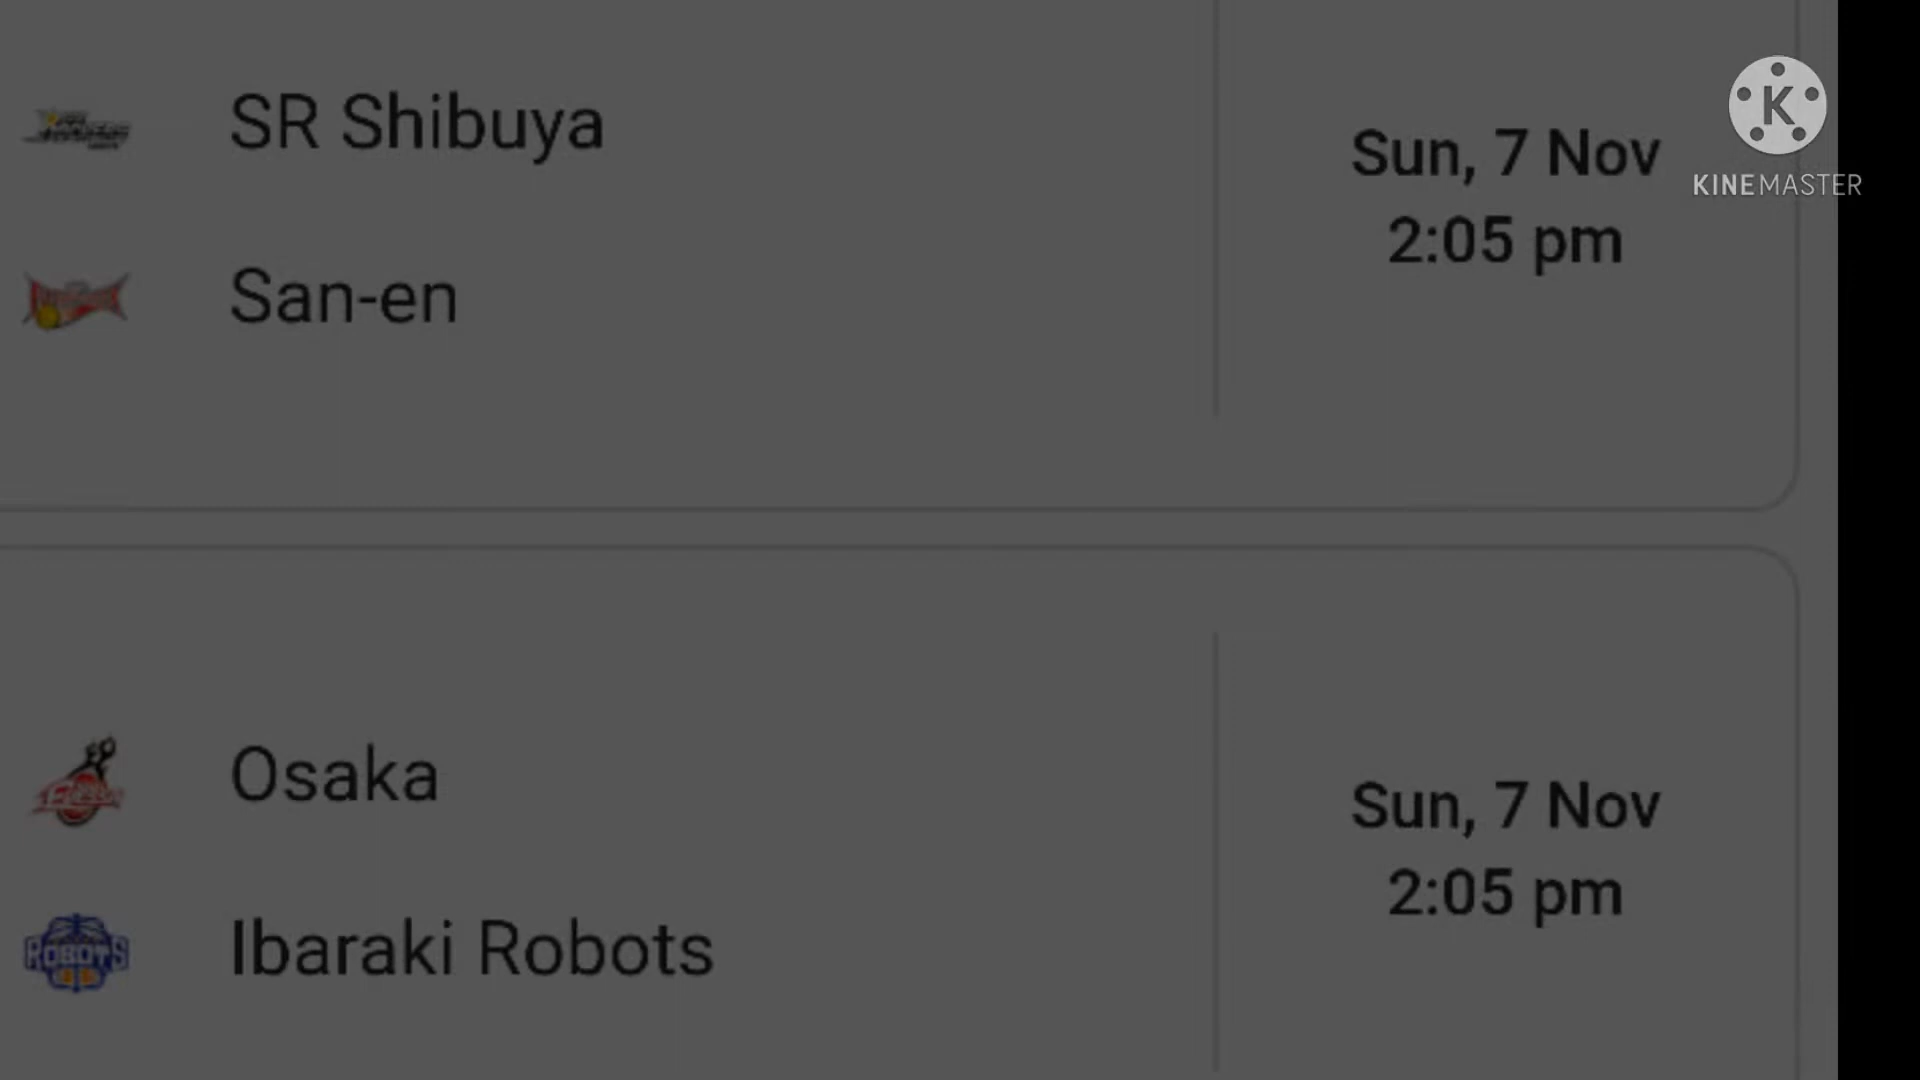 SR Shibuya
San-en
Sun, 7 Nov
2:05 pm
K
KINEMASTER
Osaka
Ibaraki Robots
Sun, 7 Nov
2:05 pm
ROBOTS